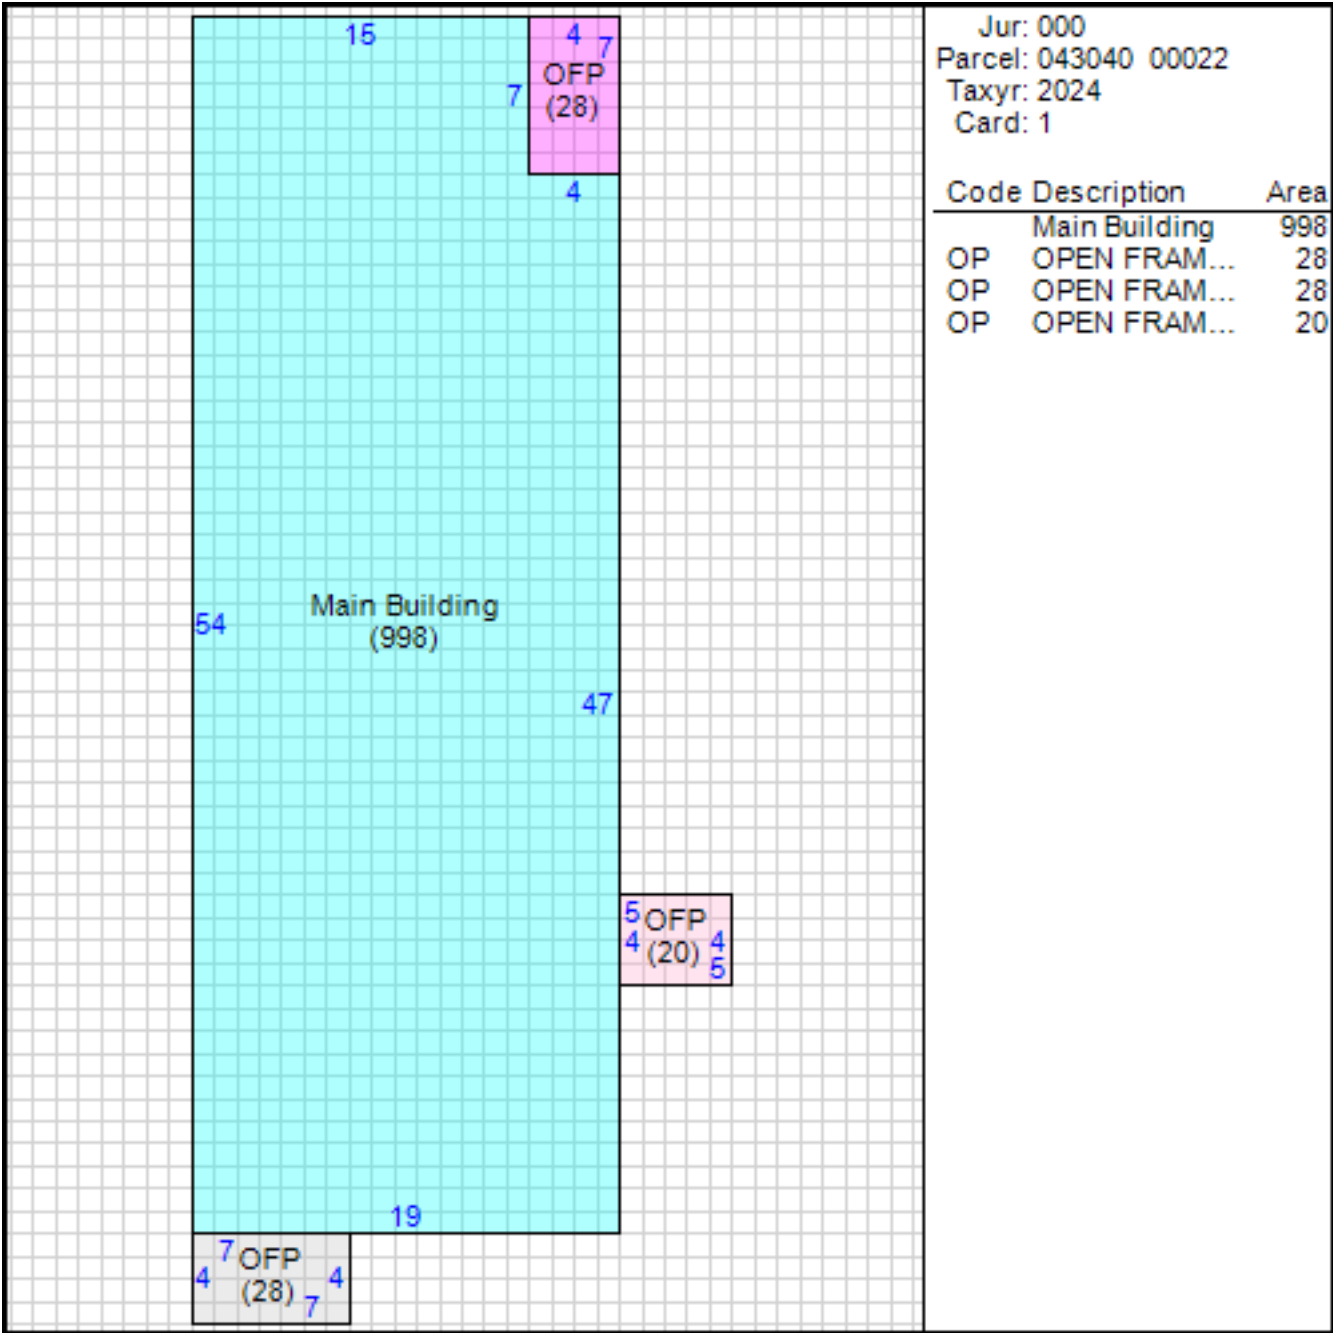 15
4
7
OFP
7
(28)
4
54
Main Building
(998)
47
5
OFP
4
(20)
4
5
19
7
OFP
4
(28)
4
7
Jur: 000
Parcel: 043040 00022
Taxyr: 2024
Card: 1
Code Description Area
Main Building 998
OP OPEN FRAM... 28
OP OPEN FRAM... 28
OP OPEN FRAM... 20